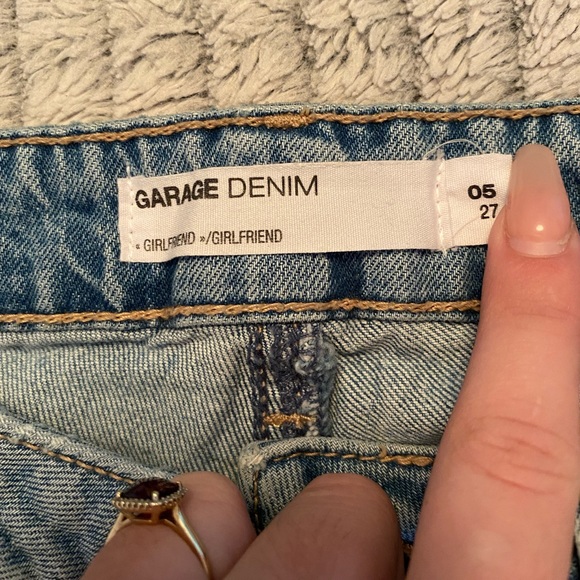 GARAGE DENIM
« GIRLFRIEND »/GIRLFRIEND
05
27